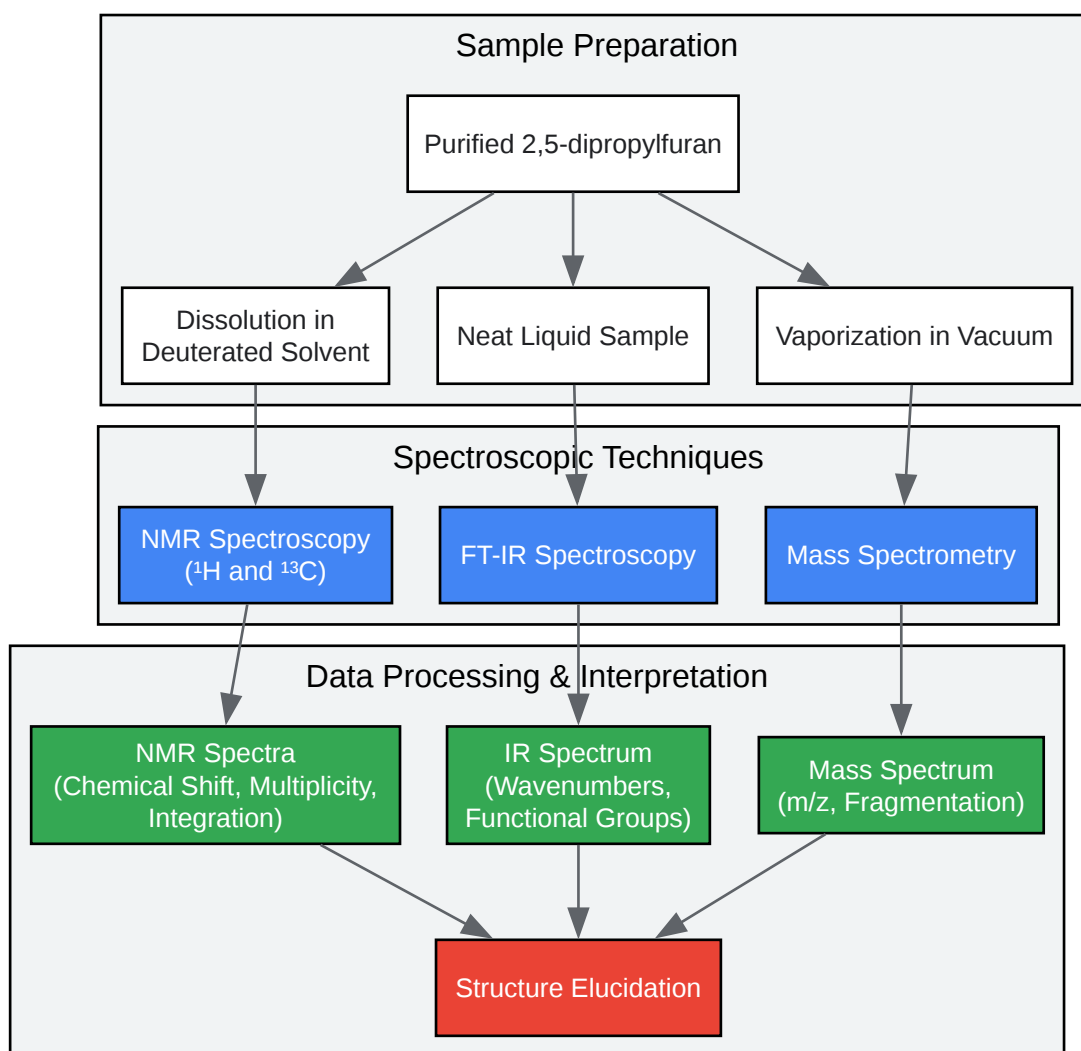 Sample Preparation
Purified 2,5-dipropylfuran
Dissolution in
Deuterated Solvent
Neat Liquid Sample
Vaporization in Vacuum
Spectroscopic Techniques
NMR Spectroscopy
(¹H and ¹³C)
FT-IR Spectroscopy
Mass Spectrometry
Data Processing & Interpretation
NMR Spectra
(Chemical Shift, Multiplicity,
Integration)
IR Spectrum
(Wavenumbers,
Functional Groups)
Mass Spectrum
(m/z, Fragmentation)
Structure Elucidation